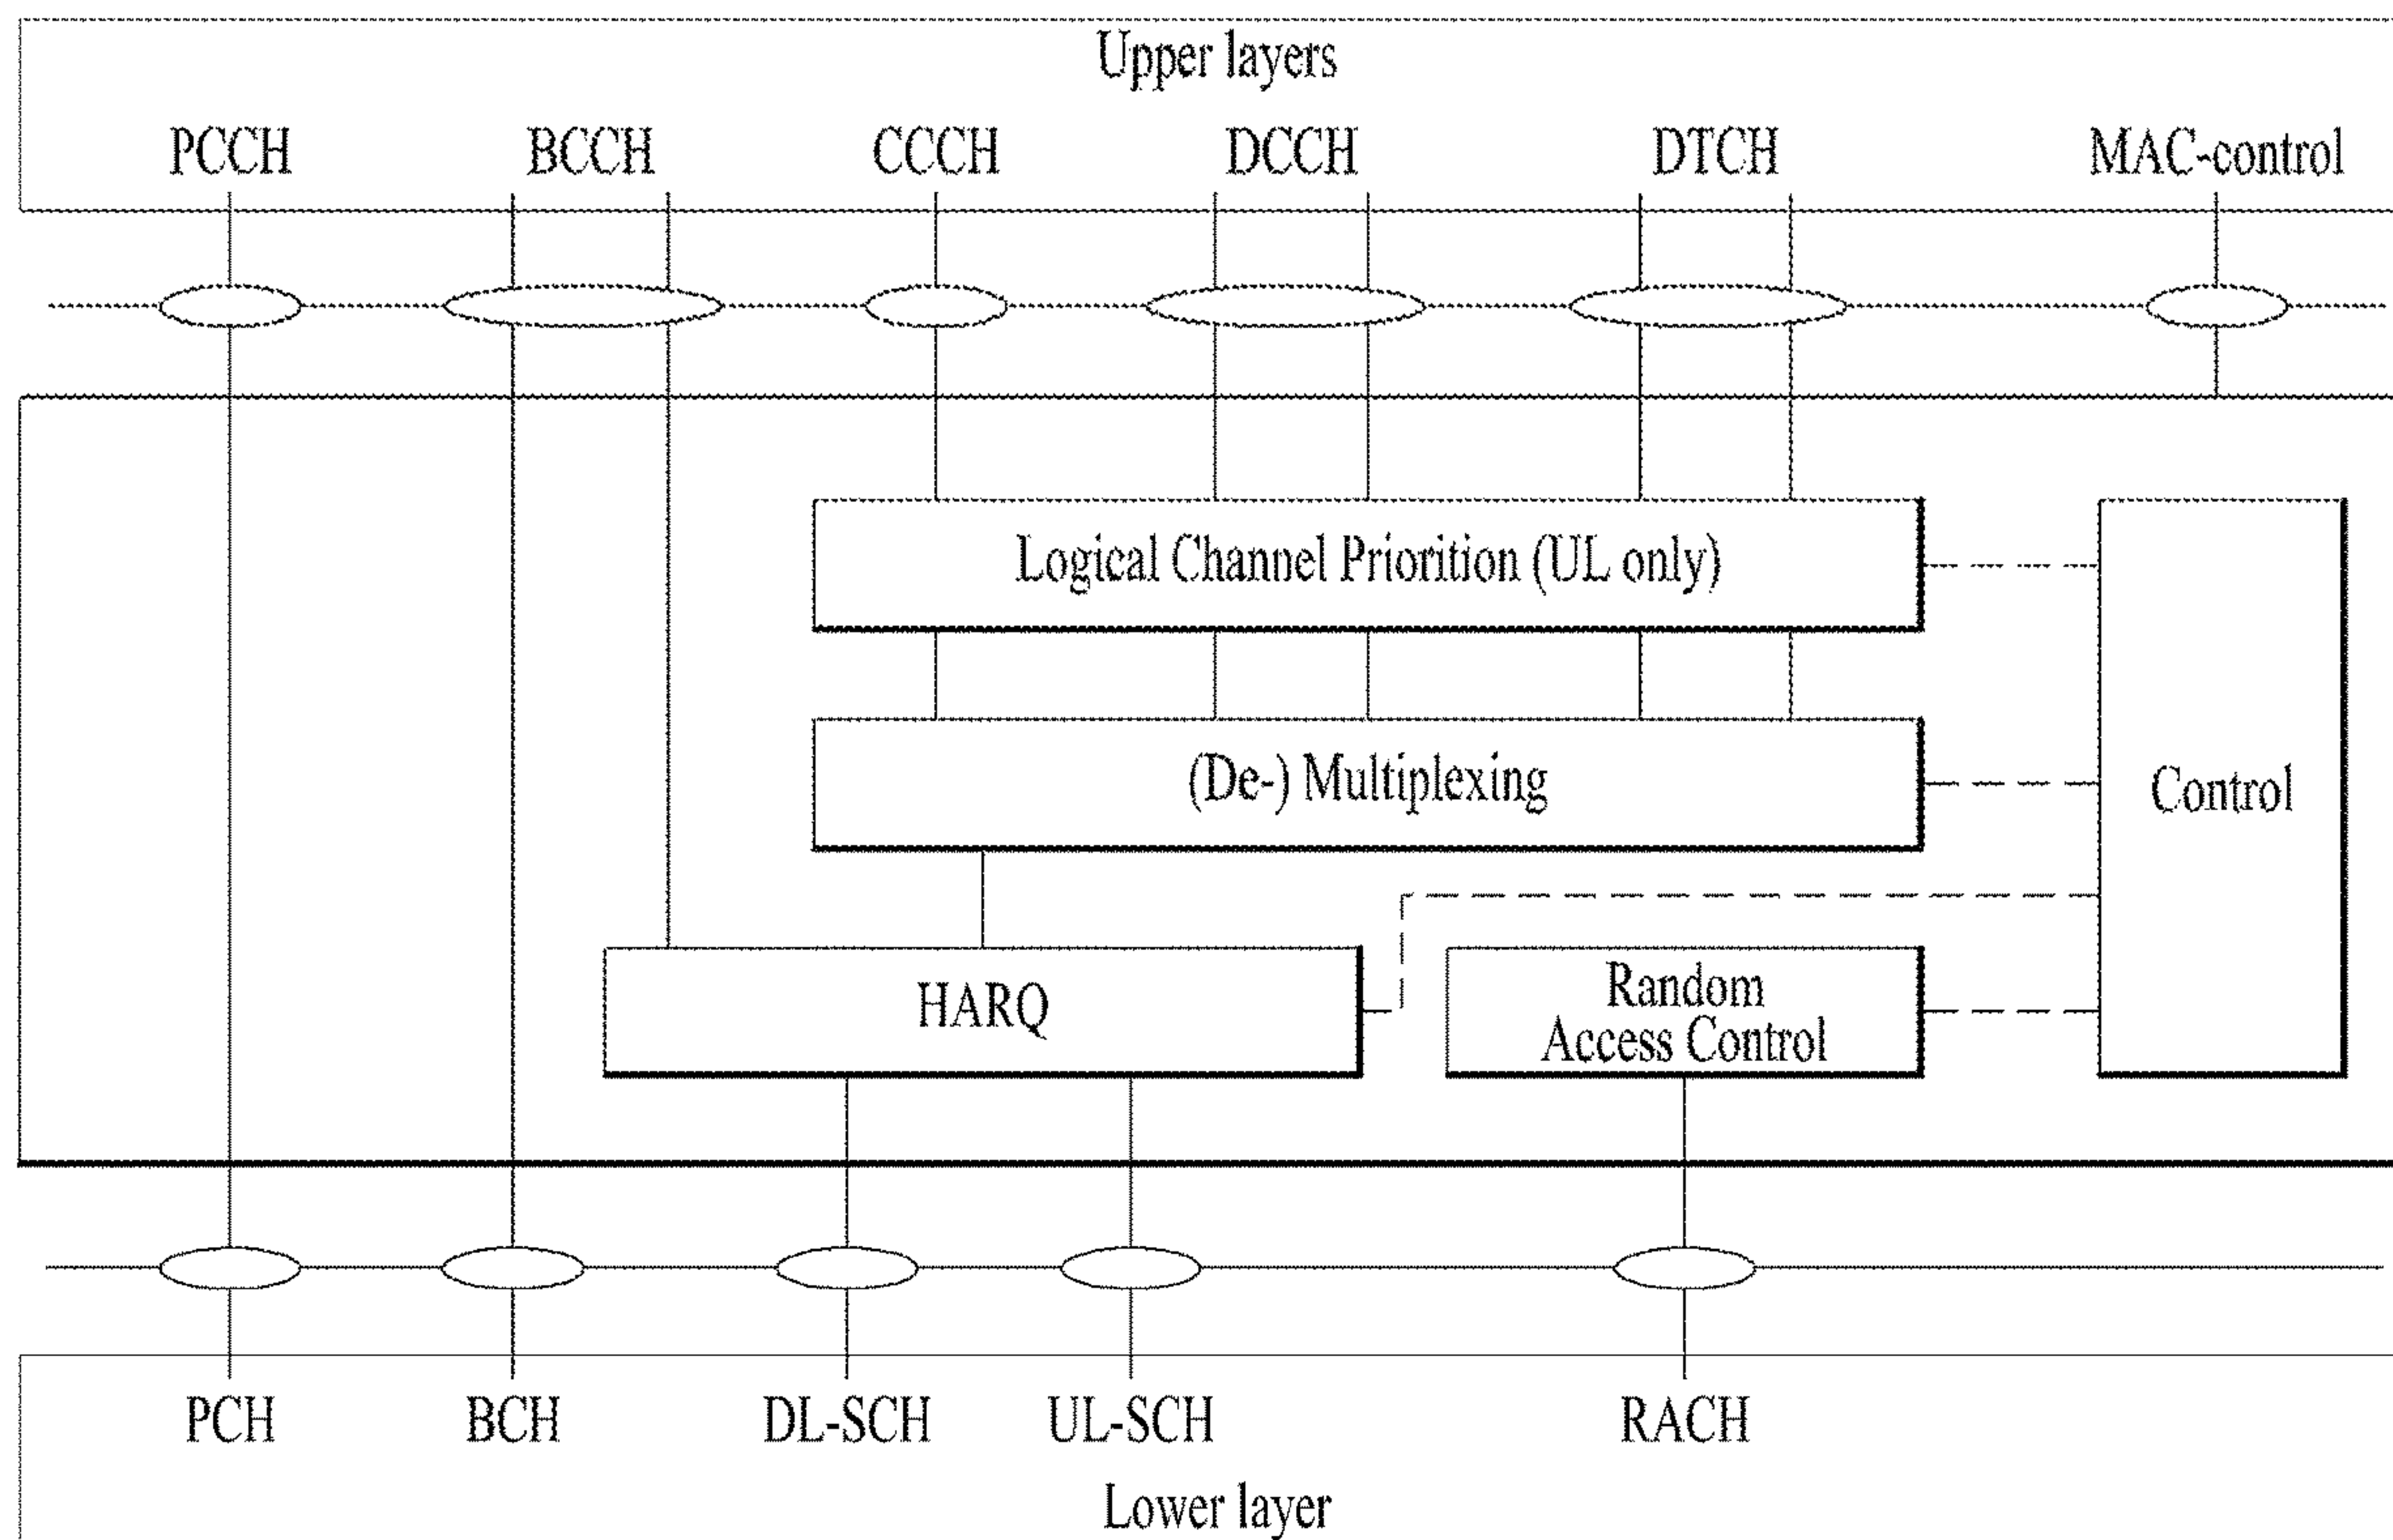 Upper layers
PCCH BCCH CCCH DCCH DTCH MAC-control
Logical Channel Priorition (UL only)
(De-) Multiplexing
Control
HARQ
Random
Access Control
PCH BCH DL-SCH UL-SCH RACH
Lower layer